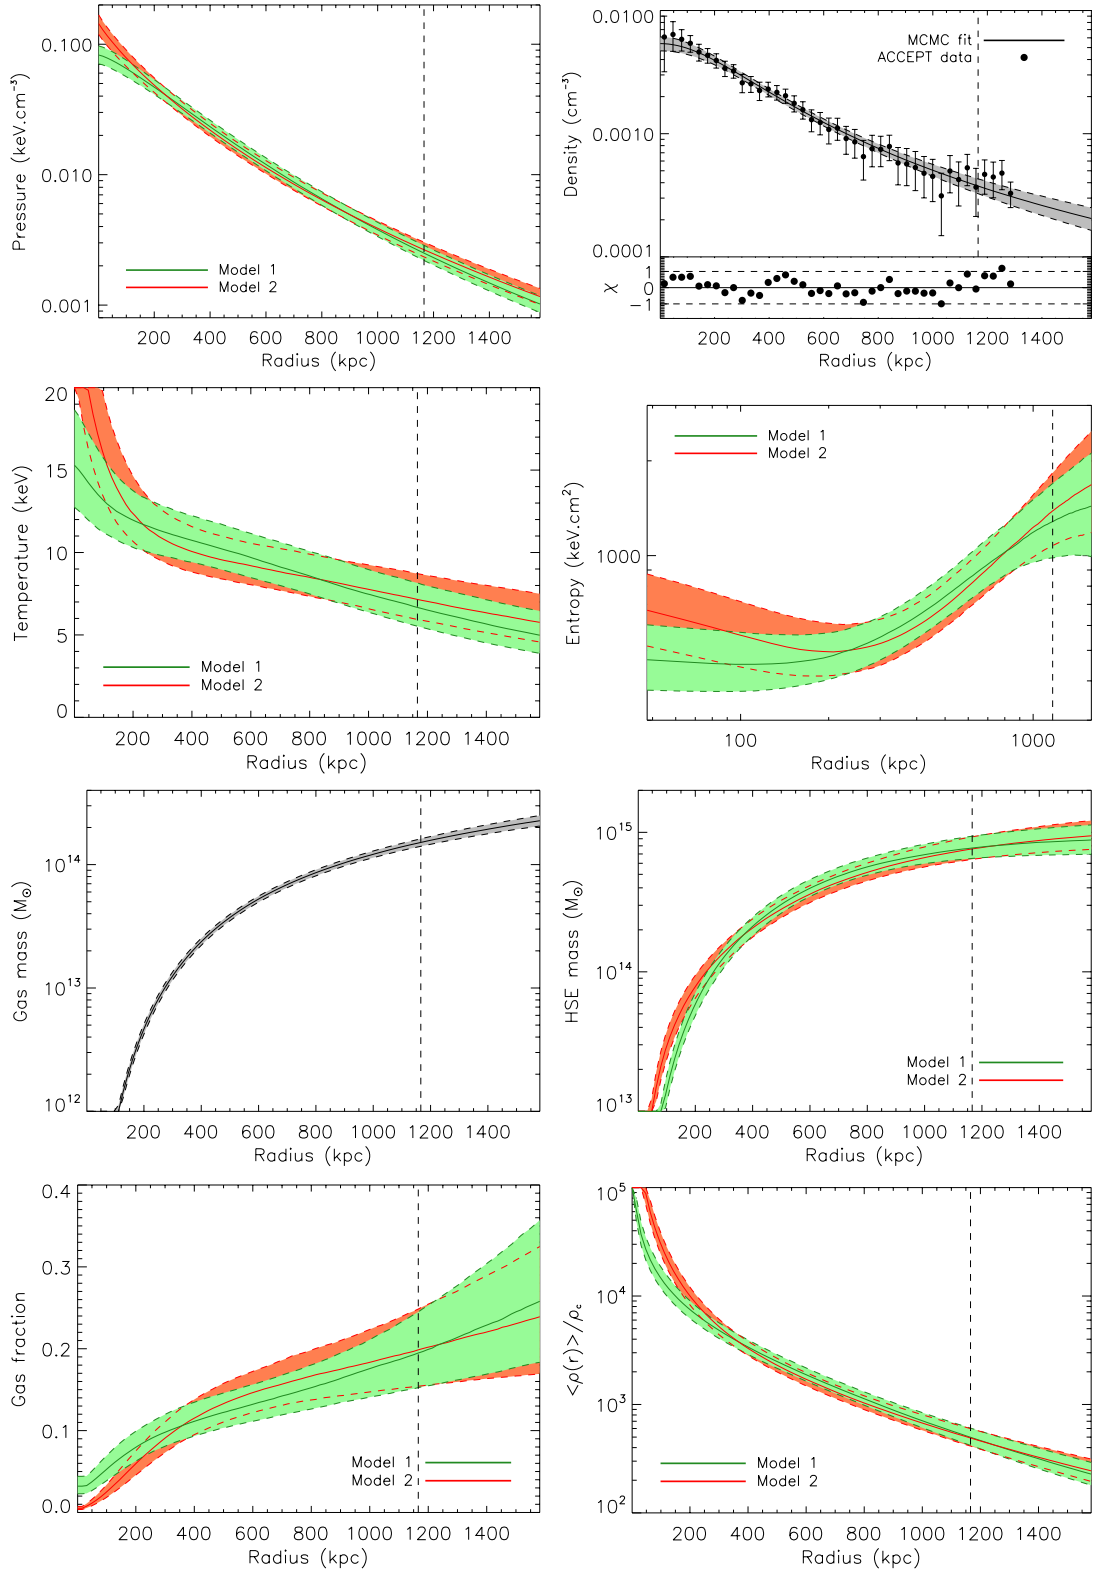 Pressure (keV.cm⁻³)
0.100
0.010
0.001
Model 1
Model 2
200 400 600 800 1000 1200 1400
Radius (kpc)
Density (cm⁻³)
0.0100
0.0010
0.0001
MCMC fit
ACCEPT data
χ
1
0
−1
200 400 600 800 1000 1200 1400
Radius (kpc)
Temperature (keV)
20
15
10
5
0
Model 1
Model 2
200 400 600 800 1000 1200 1400
Radius (kpc)
Entropy (keV.cm²)
1000
Model 1
Model 2
100 1000
Radius (kpc)
Gas mass (M⊙)
10¹⁴
10¹³
10¹²
200 400 600 800 1000 1200 1400
Radius (kpc)
HSE mass (M⊙)
10¹⁵
10¹⁴
10¹³
Model 1
Model 2
200 400 600 800 1000 1200 1400
Radius (kpc)
Gas fraction
0.4
0.3
0.2
0.1
0.0
Model 1
Model 2
200 400 600 800 1000 1200 1400
Radius (kpc)
<ρ(r)>/ρc
10⁵
10⁴
10³
10²
Model 1
Model 2
200 400 600 800 1000 1200 1400
Radius (kpc)